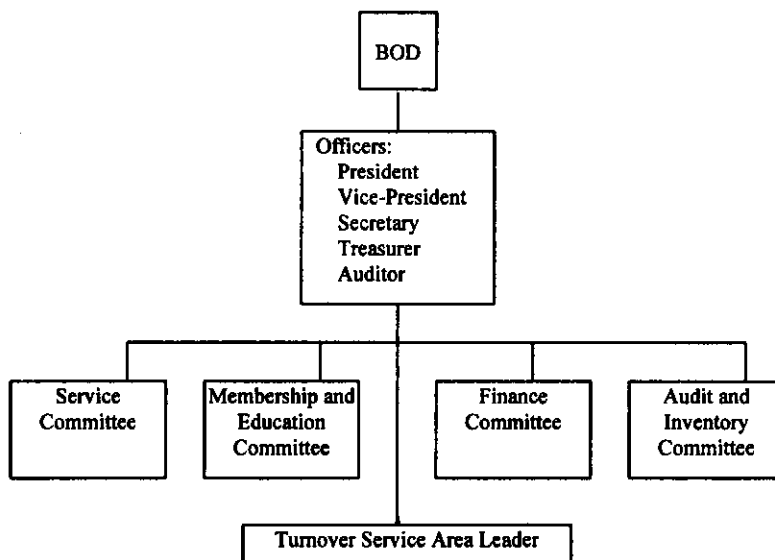 BOD
Officers:
President
Vice-President
Secretary
Treasurer
Auditor
Service
Committee
Membership and
Education
Committee
Finance
Committee
Audit and
Inventory
Committee
Turnover Service Area Leader